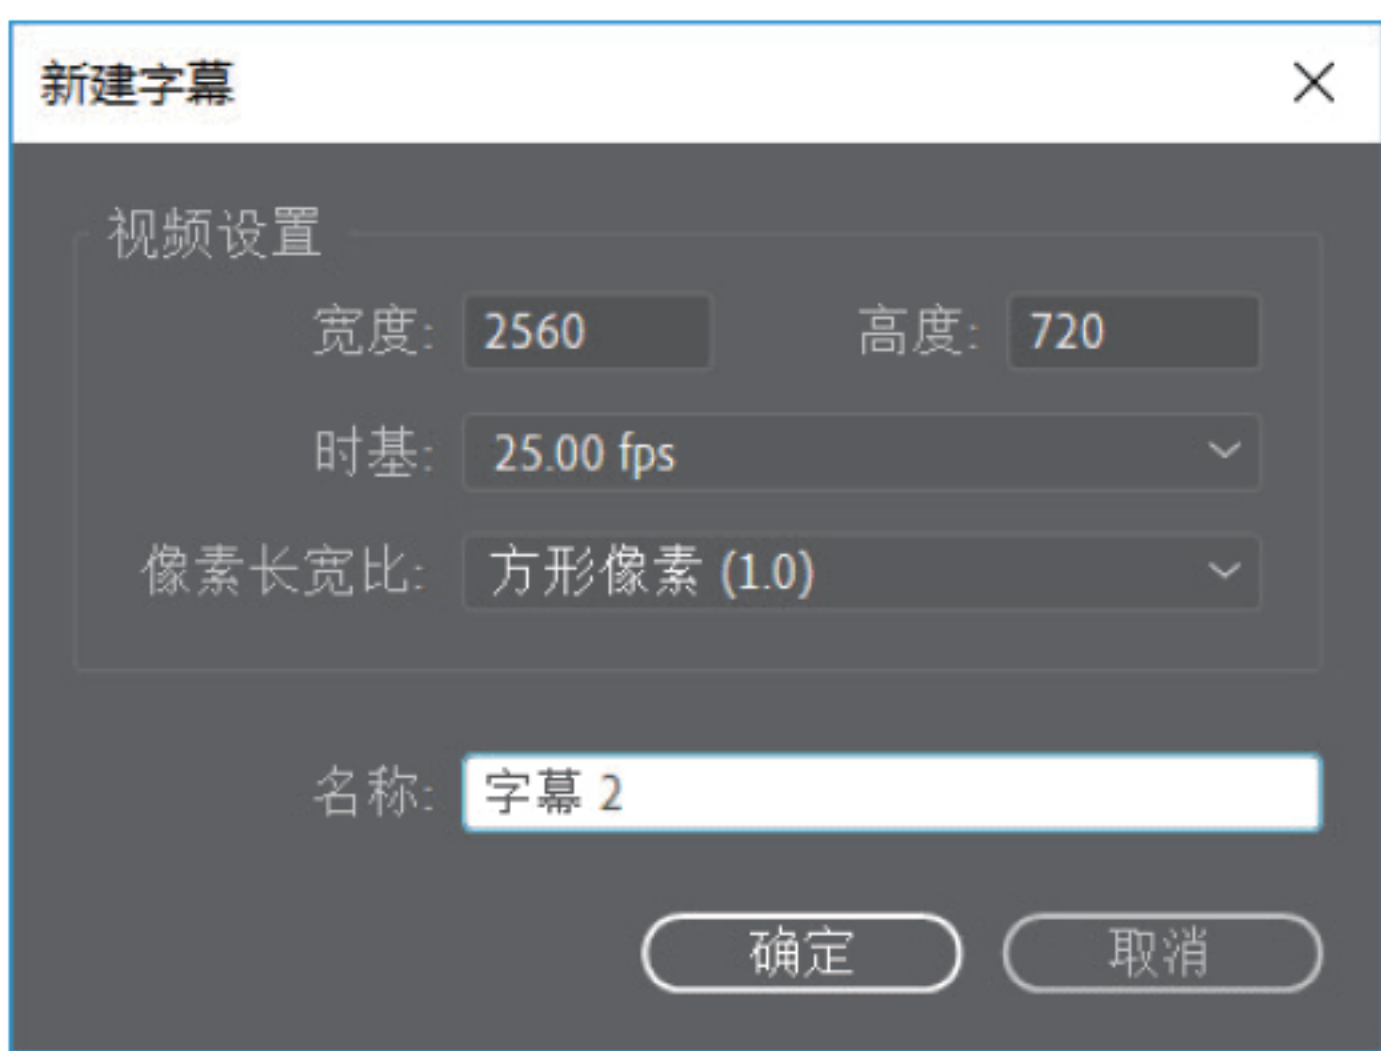 新建字幕
视频设置
宽度: 2560 高度: 720
时基: 25.00 fps
像素长宽比: 方形像素 (1.0)
名称: 字幕 2
确定 取消